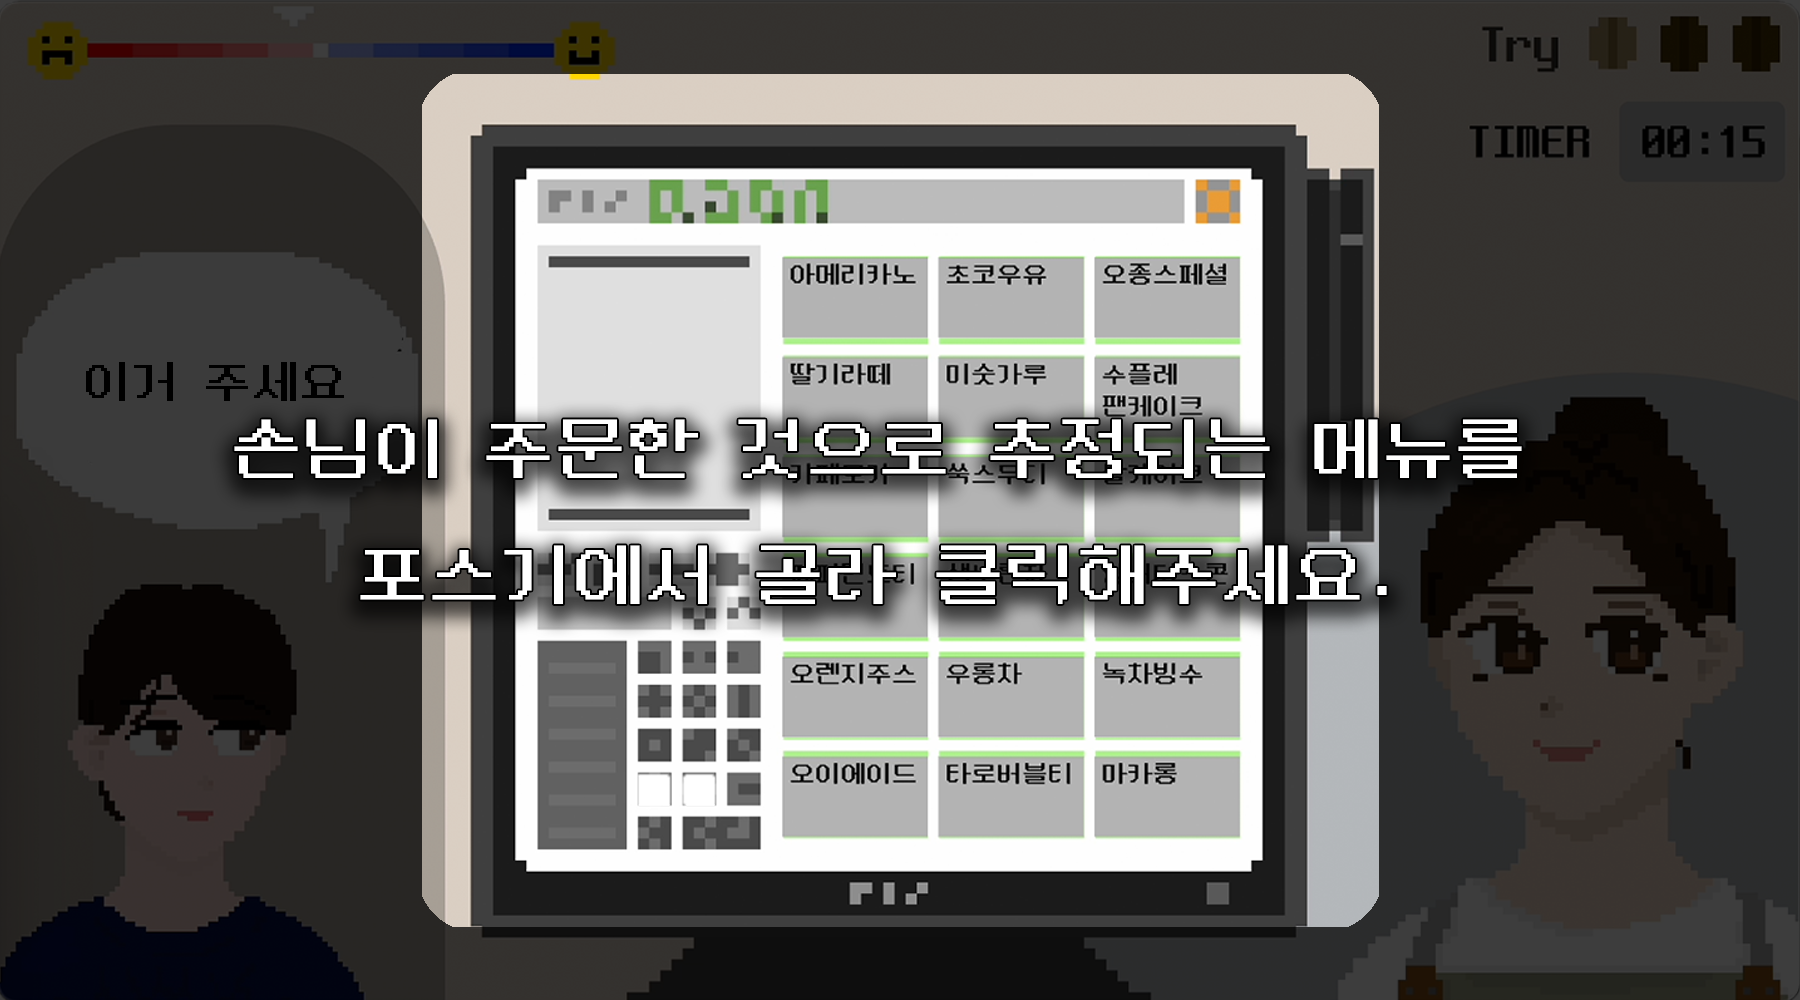 Try
TIMER 00:15
이거 주세요
아메리카노 초코우유 오종스페셜
딸기라떼 미숫가루 수플레
팬케이크
손님이 주문한 것으로 추정되는 메뉴를
포스기에서 골라 클릭해주세요.
오렌지주스 우롱차 녹차빙수
오이에이드 타로버블티 마카롱